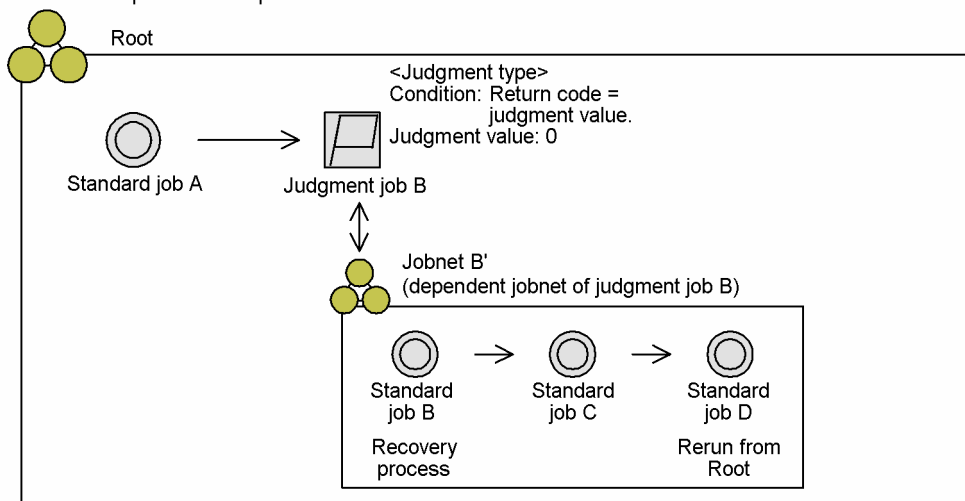 Root
<Judgment type>
Condition: Return code =
judgment value.
Judgment value: 0
Standard job A
Judgment job B
Jobnet B'
(dependent jobnet of judgment job B)
Standard
job B
Standard
job C
Standard
job D
Recovery
process
Rerun from
Root